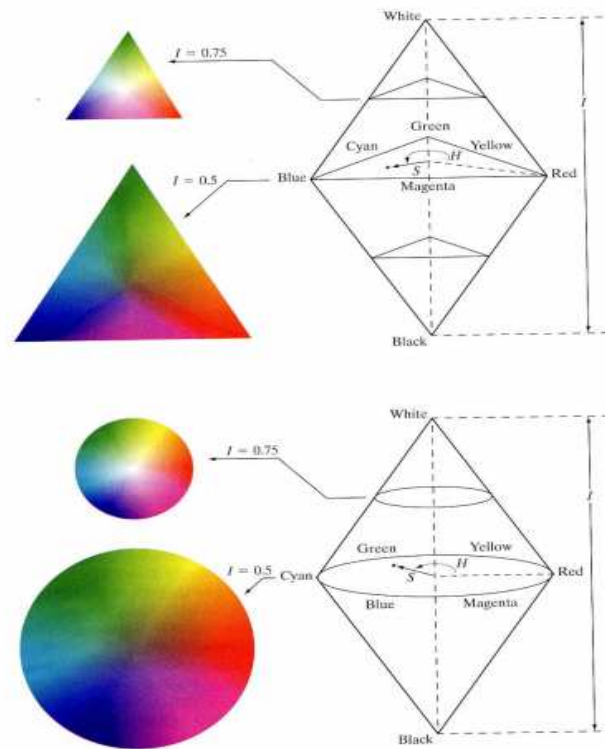 White
I = 0.75
I
Green
Cyan
Yellow
H
S
I = 0.5
Blue
Magenta
Red
Black
White
I = 0.75
I
Green
Yellow
H
S
I = 0.5
Cyan
Red
Blue
Magenta
Black